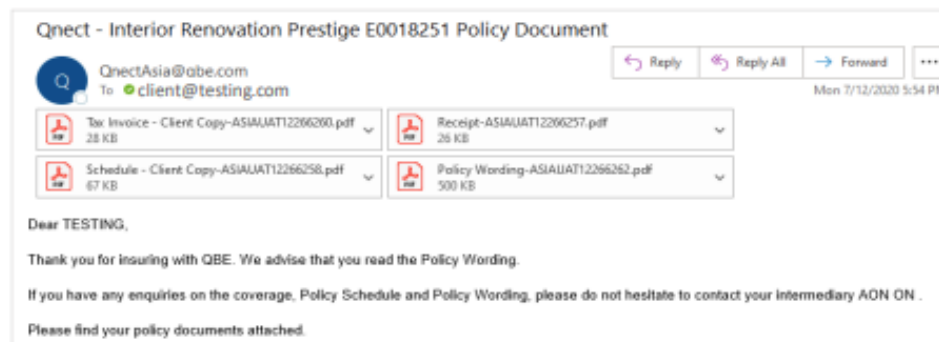 Qnect - Interior Renovation Prestige E0018251 Policy Document
Q
QnectAsia@qbe.com
Reply
Reply All
Forward
...
To client@testing.com
Mon 7/12/2020 5:54 PM
Tax Invoice - Client Copy-ASIAUAT12266260.pdf
28 KB
Receipt-ASIAUAT12266257.pdf
26 KB
Schedule - Client Copy-ASIAUAT12266258.pdf
67 KB
Policy Wording-ASIAUAT12266262.pdf
500 KB
Dear TESTING,
Thank you for insuring with QBE. We advise that you read the Policy Wording.
If you have any enquiries on the coverage, Policy Schedule and Policy Wording, please do not hesitate to contact your intermediary AON ON .
Please find your policy documents attached.